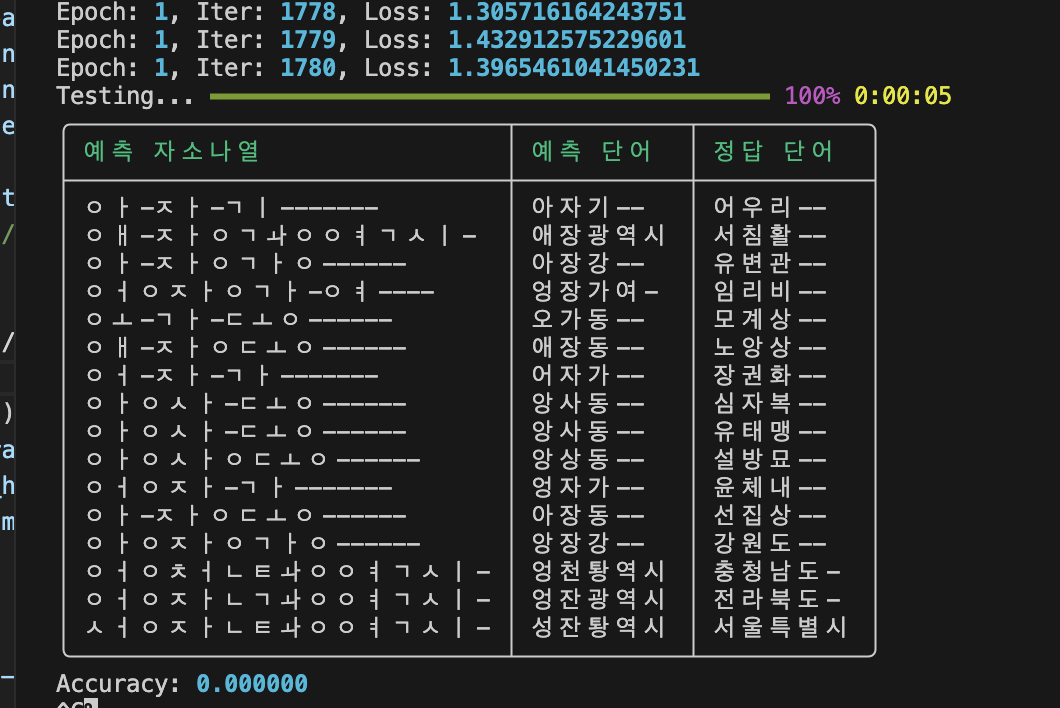 Epoch: 1, Iter: 1778, Loss: 1.305716164243751
Epoch: 1, Iter: 1779, Loss: 1.432912575229601
Epoch: 1, Iter: 1780, Loss: 1.3965461041450231
Testing... 100% 0:00:05
예측 자소나열 예측 단어 정답 단어
ㅇㅏ–ㅈㅏ–ㄱㅣ––––––– 아자기–– 어우리––
ㅇㅐ–ㅈㅏㅇㄱㅘㅇㅇㅕㄱㅅㅣ– 애장광역시 서침활––
ㅇㅏ–ㅈㅏㅇㄱㅏㅇ–––––– 아장강–– 유변관––
ㅇㅓㅇㅈㅏㅇㄱㅏ–ㅇㅕ–––– 엉장가여– 임리비––
ㅇㅗ–ㄱㅏ–ㄷㅗㅇ–––––– 오가동–– 모계상––
ㅇㅐ–ㅈㅏㅇㄷㅗㅇ–––––– 애장동–– 노앙상––
ㅇㅓ–ㅈㅏ–ㄱㅏ––––––– 어자가–– 장권화––
ㅇㅏㅇㅅㅏ–ㄷㅗㅇ–––––– 앙사동–– 심자복––
ㅇㅏㅇㅅㅏ–ㄷㅗㅇ–––––– 앙사동–– 유태맹––
ㅇㅏㅇㅅㅏㅇㄷㅗㅇ–––––– 앙상동–– 설방묘––
ㅇㅓㅇㅈㅏ–ㄱㅏ––––––– 엉자가–– 윤체내––
ㅇㅏ–ㅈㅏㅇㄷㅗㅇ–––––– 아장동–– 선집상––
ㅇㅏㅇㅈㅏㅇㄱㅏㅇ–––––– 앙장강–– 강원도––
ㅇㅓㅇㅊㅓㄴㅌㅘㅇㅇㅕㄱㅅㅣ– 엉천퇑역시 충청남도–
ㅇㅓㅇㅈㅏㄴㄱㅘㅇㅇㅕㄱㅅㅣ– 엉잔광역시 전라북도–
ㅅㅓㅇㅈㅏㄴㅌㅘㅇㅇㅕㄱㅅㅣ– 성잔퇑역시 서울특별시
Accuracy: 0.000000